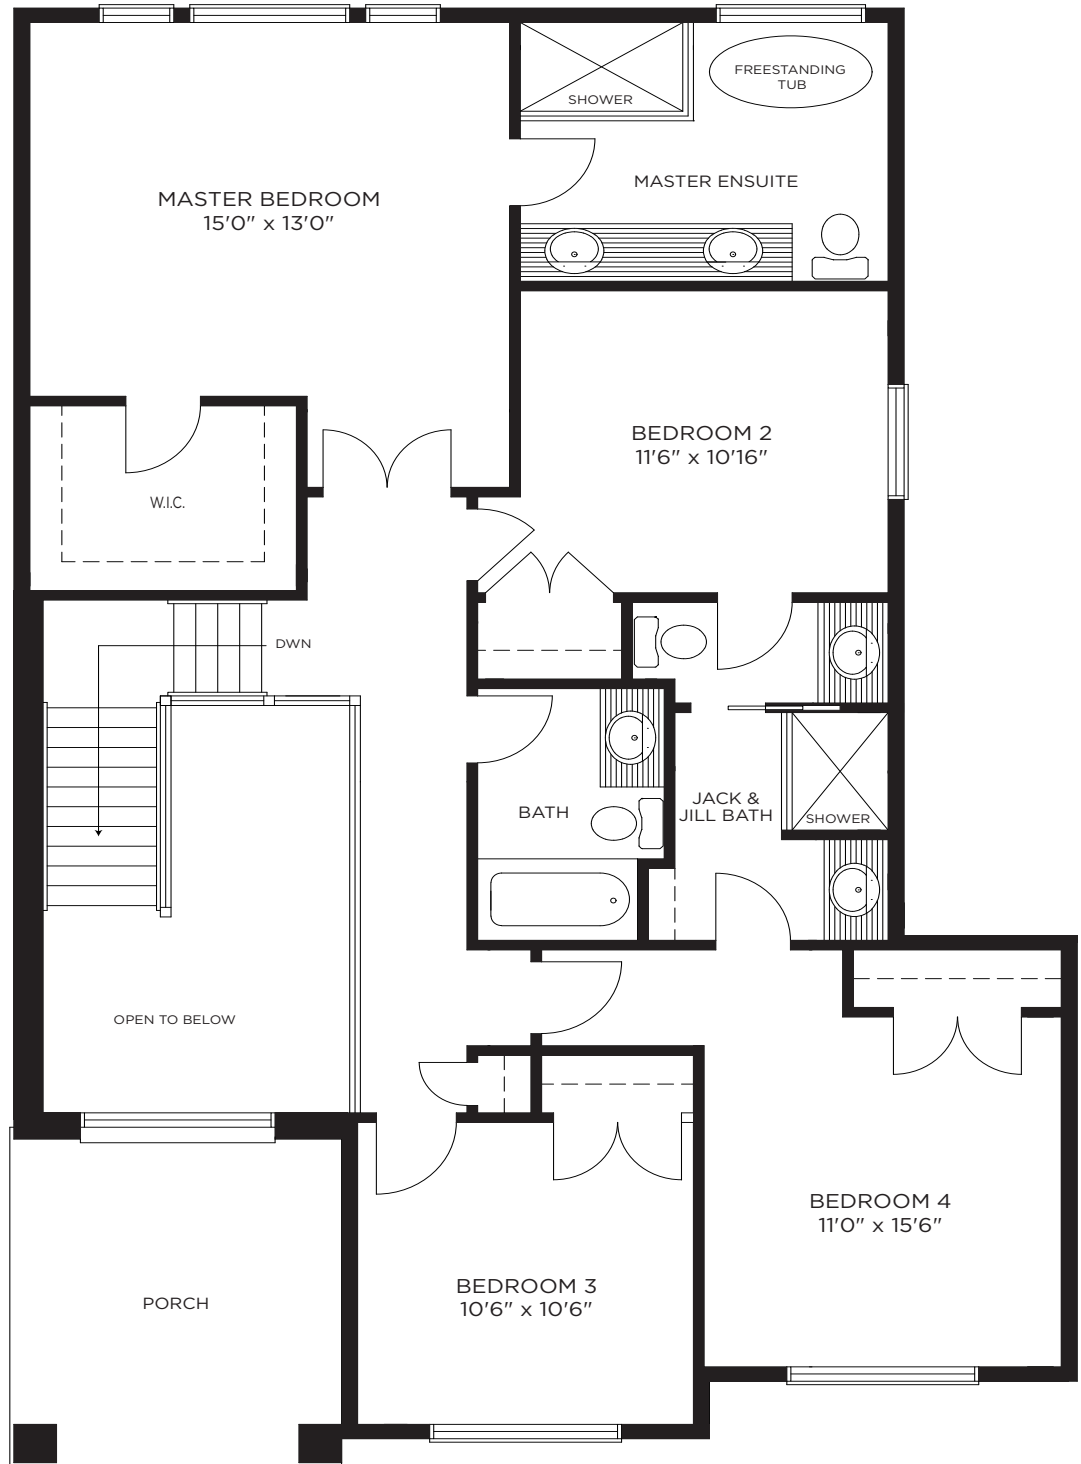 FREESTANDING
TUB
SHOWER
MASTER ENSUITE
MASTER BEDROOM
15'0" x 13'0"
BEDROOM 2
11'6" x 10'16"
W.I.C.
DWN
JACK &
JILL BATH
BATH
SHOWER
OPEN TO BELOW
BEDROOM 4
11'0" x 15'6"
BEDROOM 3
10'6" x 10'6"
PORCH